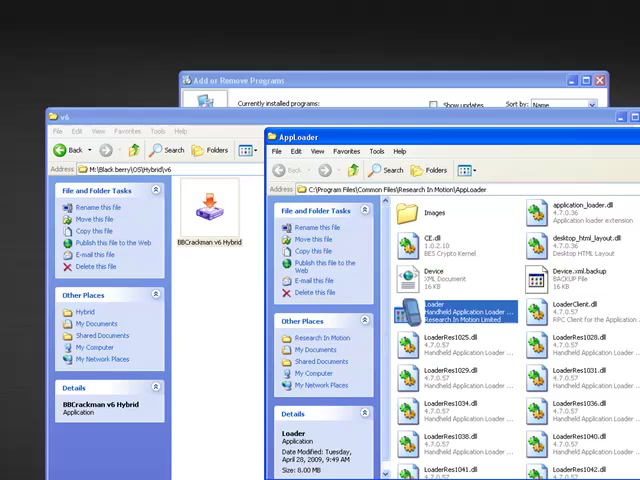 Add or Remove Programs
Currently installed programs:
Show updates
Sort by:
Name
v6
File Edit View Favorites Tools Help
Back
Search
Folders
Address
M:\Black berry\OS\Hybrid\v6
File and Folder Tasks
Rename this file
Move this file
Copy this file
Publish this file to the Web
E-mail this file
Delete this file
Other Places
Hybrid
My Documents
Shared Documents
My Computer
My Network Places
Details
BBCrackman v6 Hybrid
Application
BBCrackman v6 Hybrid
AppLoader
File Edit View Favorites Tools Help
Back
Search
Folders
Address
C:\Program Files\Common Files\Research In Motion\AppLoader
File and Folder Tasks
Rename this file
Move this file
Copy this file
Publish this file to the
Web
E-mail this file
Delete this file
Other Places
Research In Motion
My Documents
Shared Documents
My Computer
My Network Places
Details
Loader
Application
Date Modified: Tuesday,
April 28, 2009, 9:49 AM
Size: 8.00 MB
Images
application_loader.dll
4.7.0.36
Application loader extension
CE.dll
1.0.2.10
BES Crypto Kernel
desktop_html_layout.dll
4.7.0.36
Desktop HTML Layout
Device
XML Document
16 KB
Device.xml.backup
BACKUP File
16 KB
Loader
Handheld Application Loader ...
Research In Motion Limited
LoaderClient.dll
4.7.0.57
RPC Client for the Application
LoaderRes1025.dll
4.7.0.57
Handheld Application Loader ...
LoaderRes1028.dll
4.7.0.57
Handheld Application Loader
LoaderRes1029.dll
4.7.0.57
Handheld Application Loader ...
LoaderRes1031.dll
4.7.0.57
Handheld Application Loader
LoaderRes1034.dll
4.7.0.57
Handheld Application Loader ...
LoaderRes1036.dll
4.7.0.57
Handheld Application Loader
LoaderRes1038.dll
4.7.0.57
Handheld Application Loader ...
LoaderRes1040.dll
4.7.0.57
Handheld Application Loader
LoaderRes1041.dll
4.7.0.57
LoaderRes1042.dll
4.7.0.57